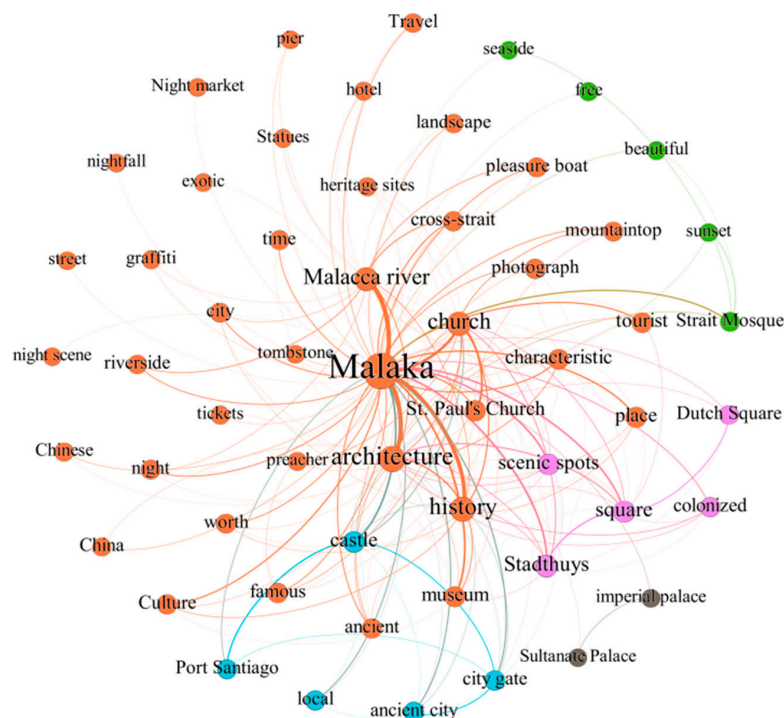 Travel
pier
seaside
Night market
hotel
free
landscape
Statues
beautiful
nightfall
pleasure boat
exotic
heritage sites
cross-strait
mountaintop
sunset
time
street
graffiti
photograph
Malacca river
city
church
tourist
Strait Mosque
night scene
riverside
tombstone
characteristic
Malaka
tickets
St. Paul's Church
place
Dutch Square
Chinese
night
preacher
architecture
scenic spots
history
square
colonized
worth
castle
China
Stadthuys
Culture
famous
museum
imperial palace
ancient
Port Santiago
Sultanate Palace
city gate
local
ancient city